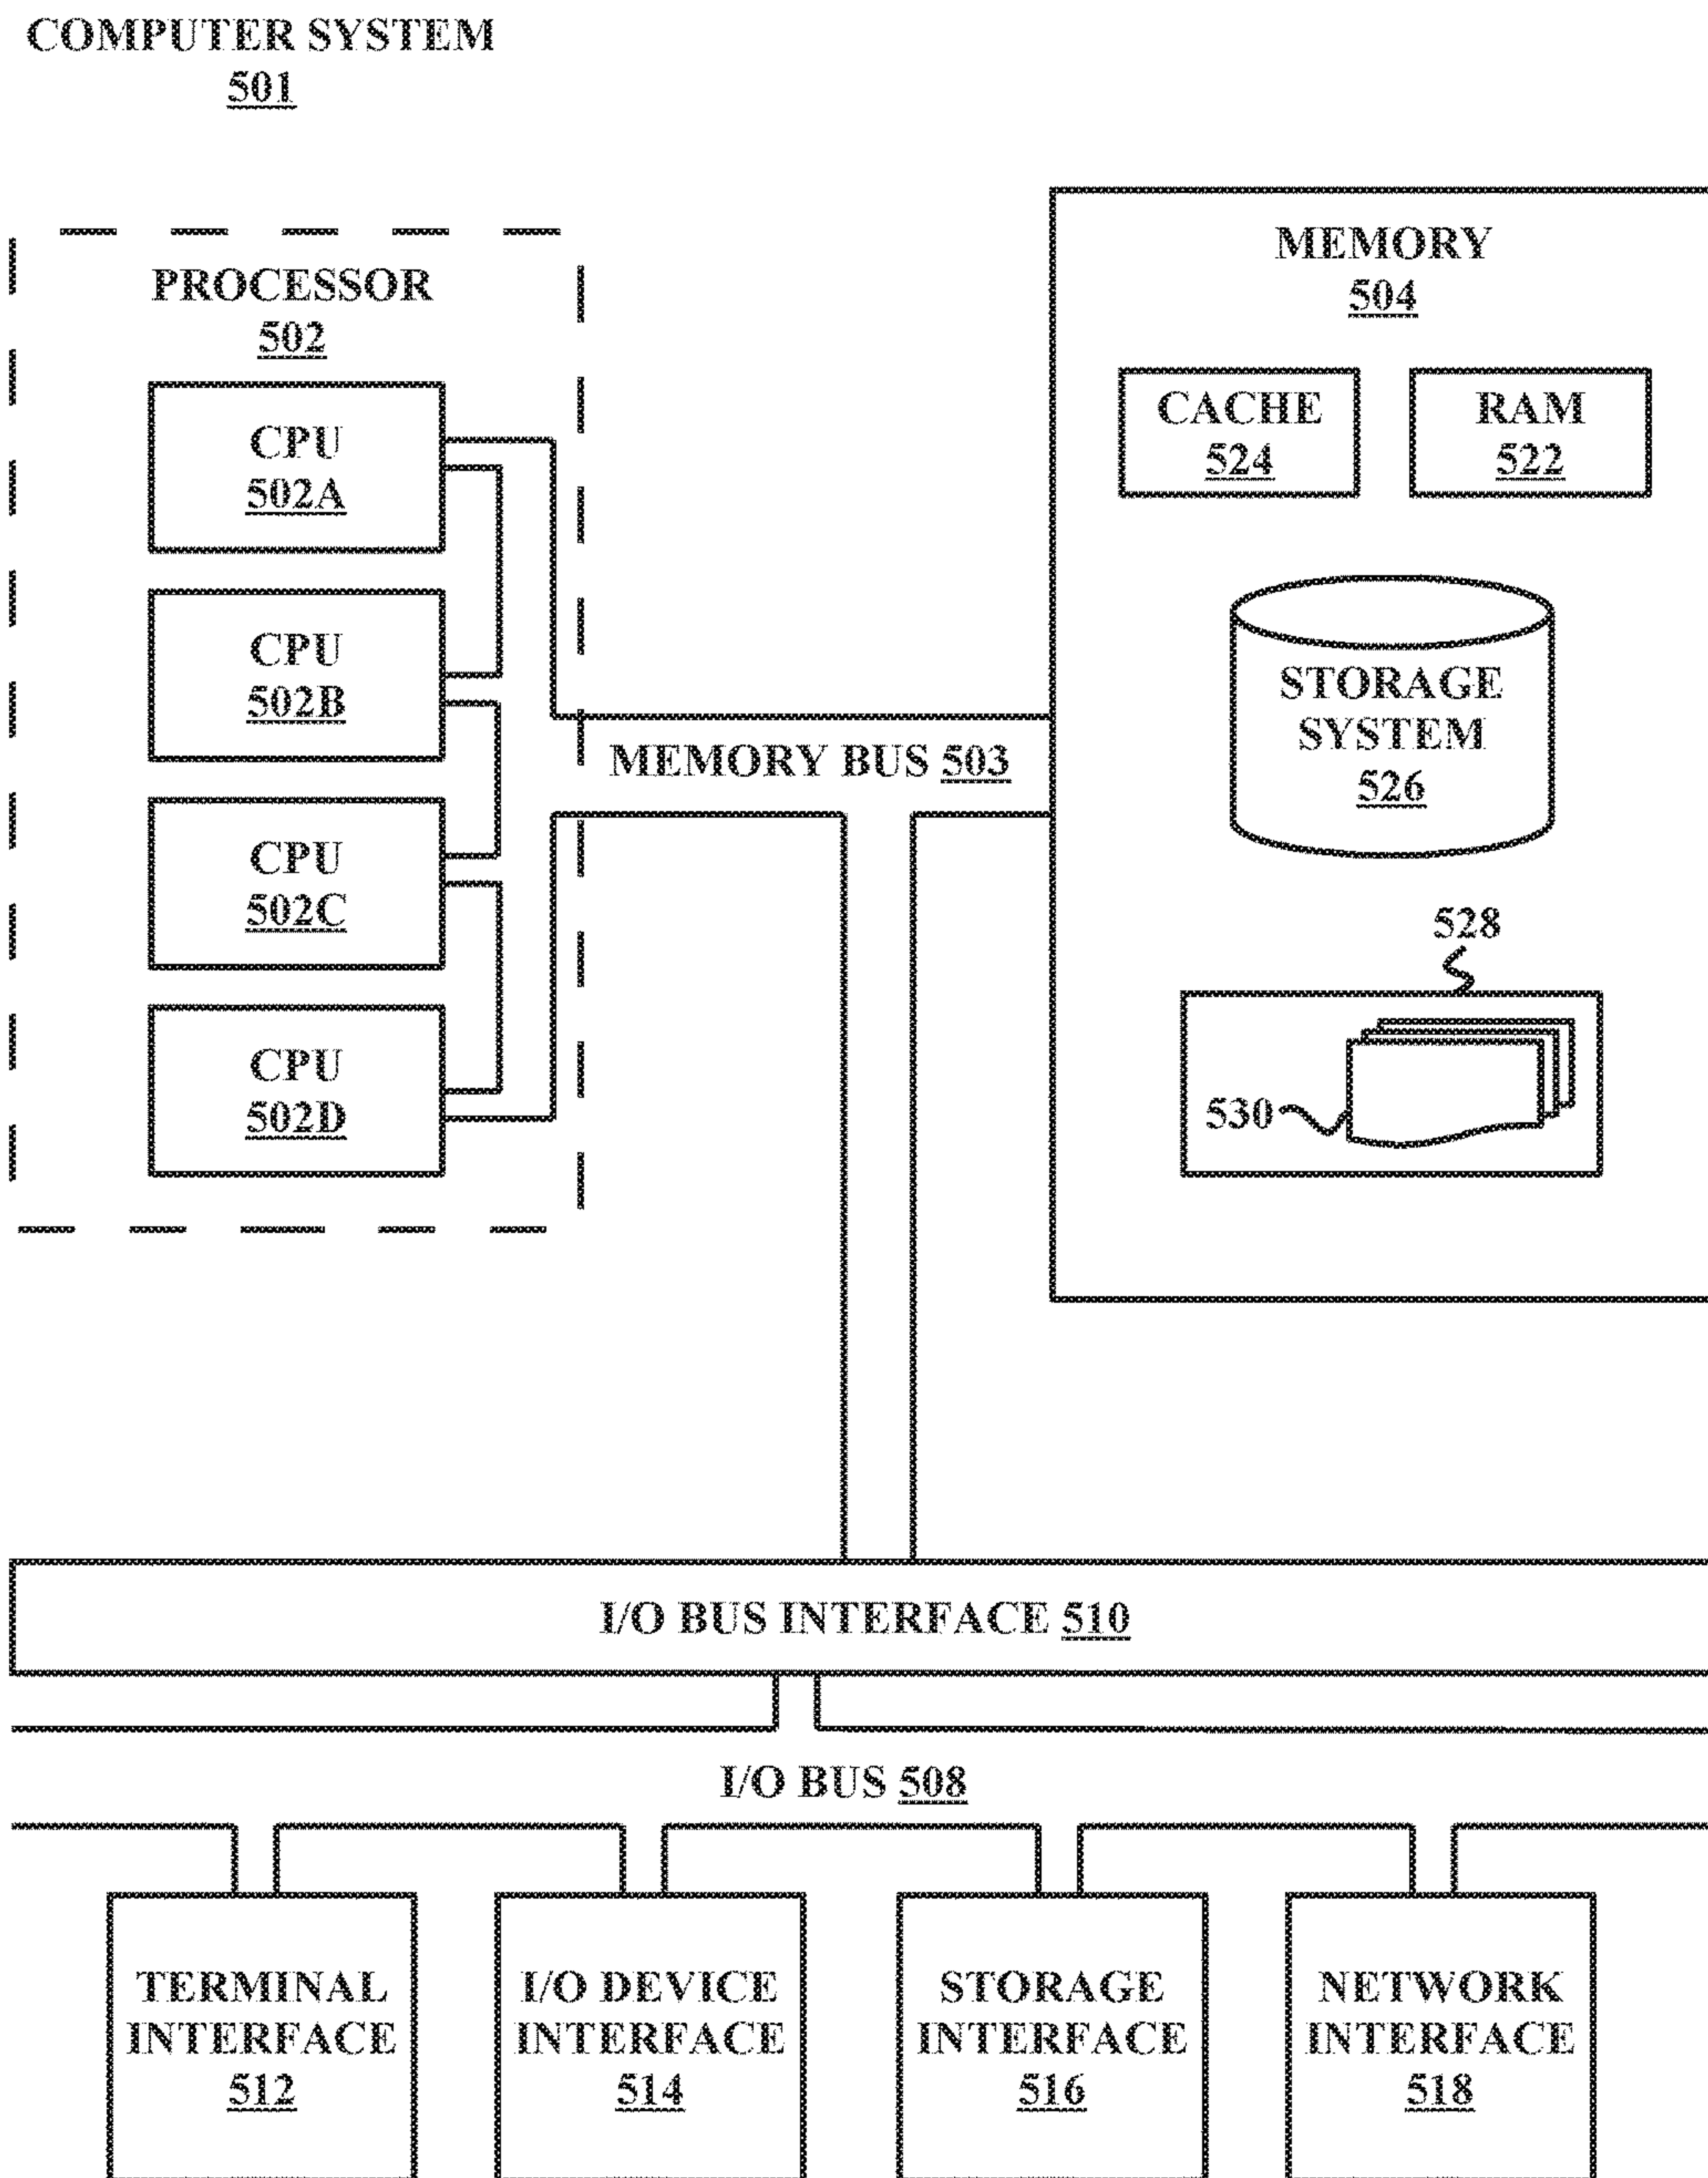 COMPUTER SYSTEM
501
PROCESSOR
502
CPU
502A
CPU
502B
CPU
502C
CPU
502D
MEMORY BUS 503
MEMORY
504
CACHE
524
RAM
522
STORAGE
SYSTEM
526
528
530
I/O BUS INTERFACE 510
I/O BUS 508
TERMINAL
INTERFACE
512
I/O DEVICE
INTERFACE
514
STORAGE
INTERFACE
516
NETWORK
INTERFACE
518